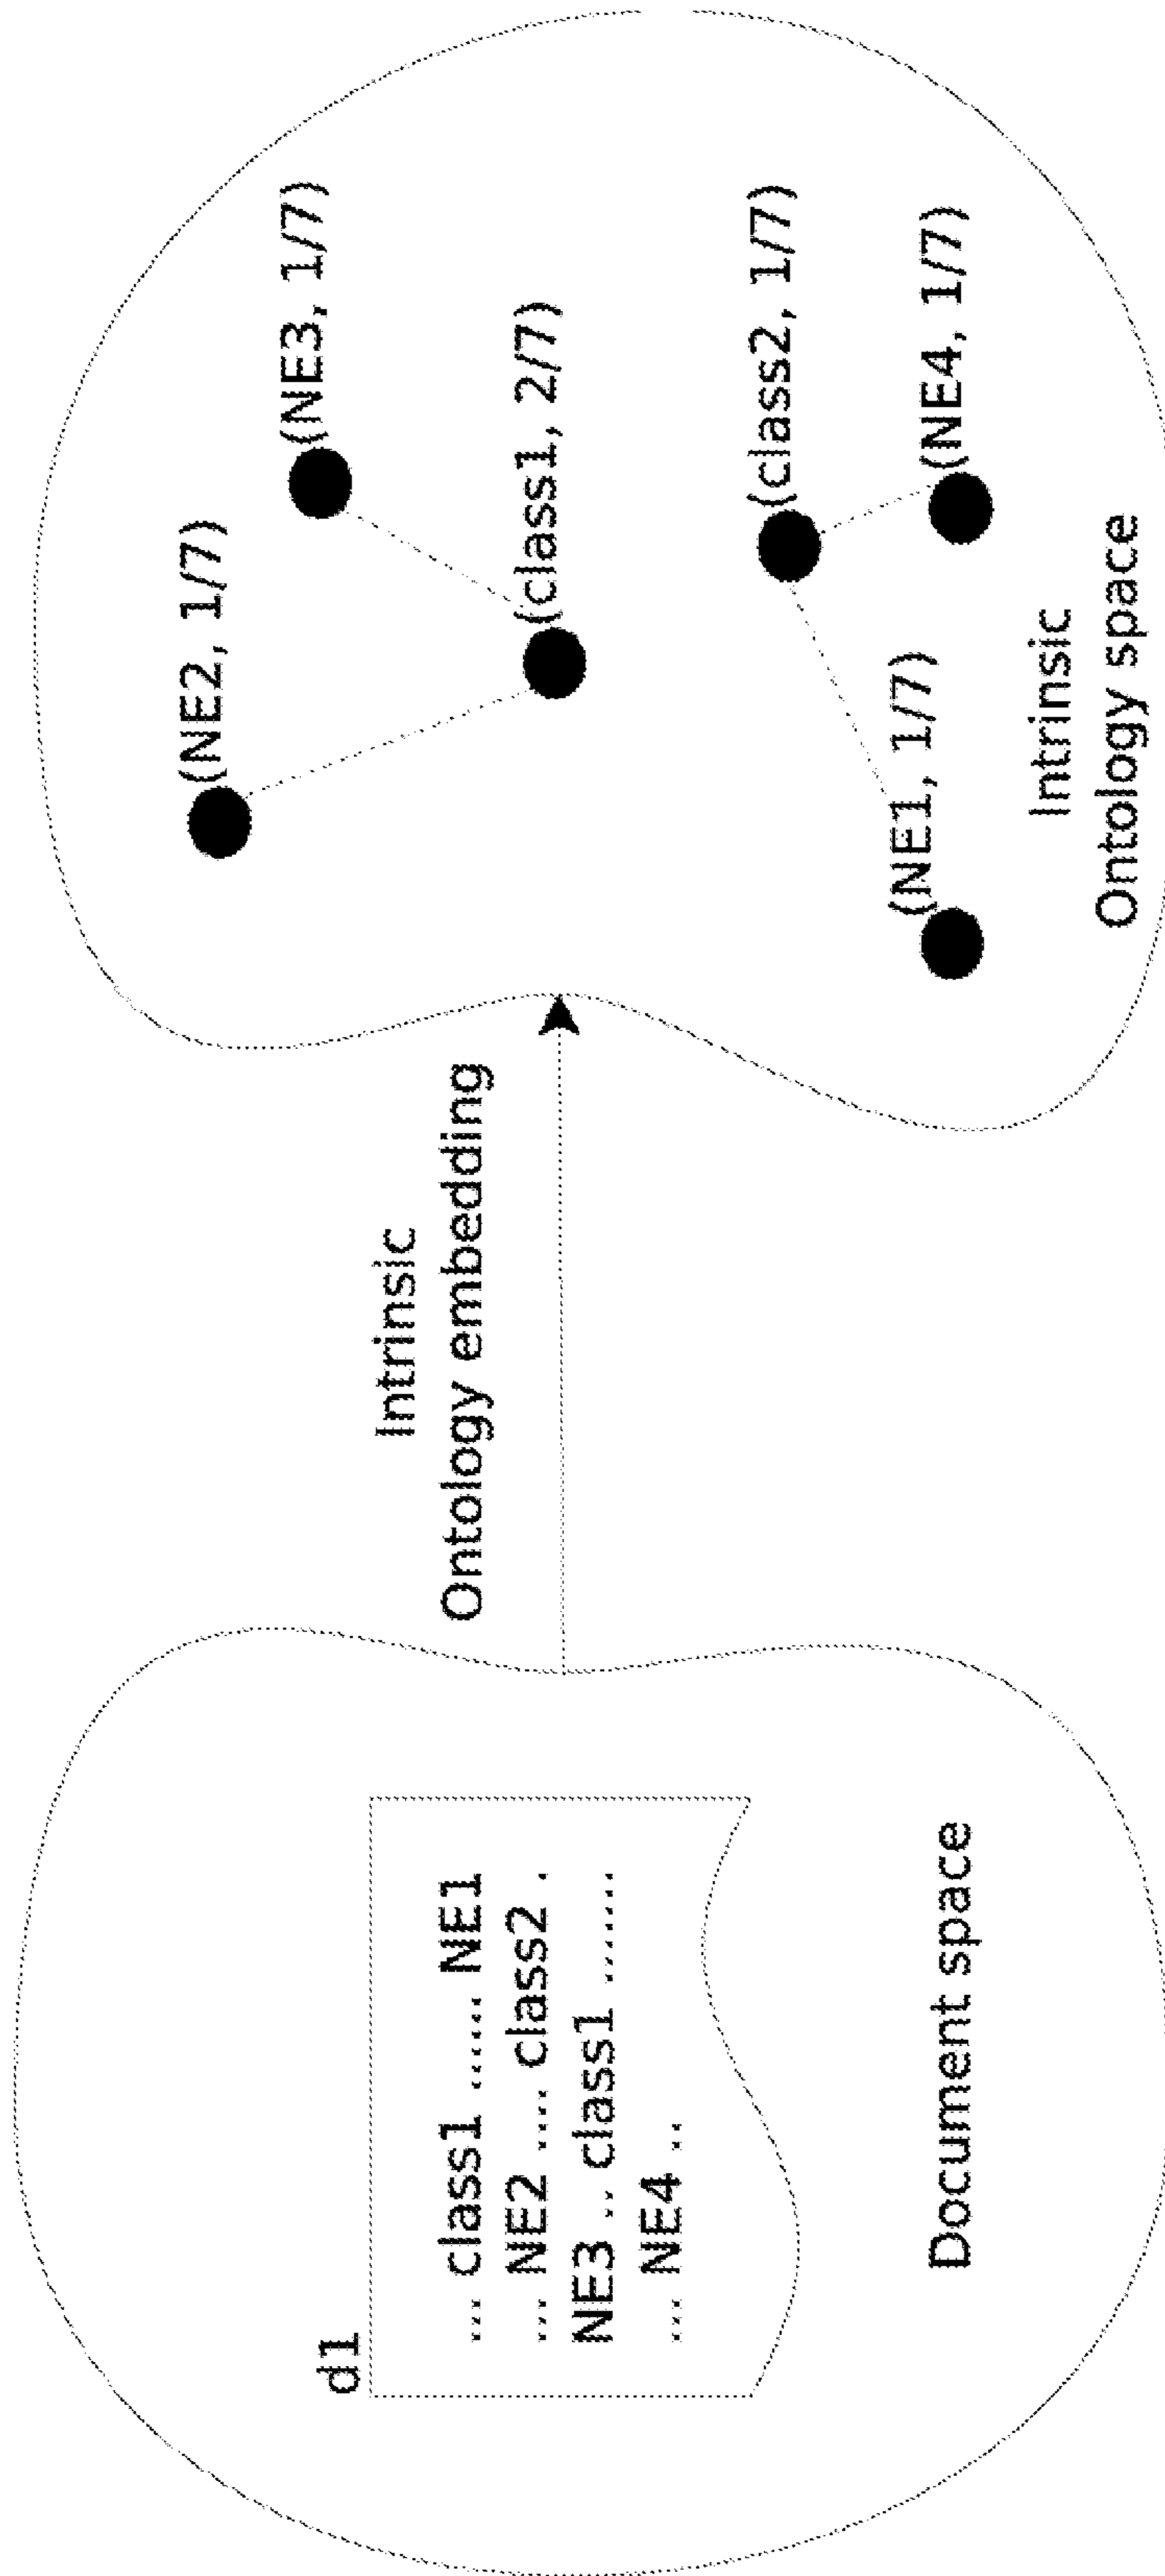 d1
... class1 ...... NE1
... NE2 .... class2 .
NE3 .. class1 .......
... NE4 ..
Document space
Intrinsic
Ontology embedding
(NE2, 1/7)
(NE3, 1/7)
(class1, 2/7)
(class2, 1/7)
(NE1, 1/7)
(NE4, 1/7)
Intrinsic
Ontology space